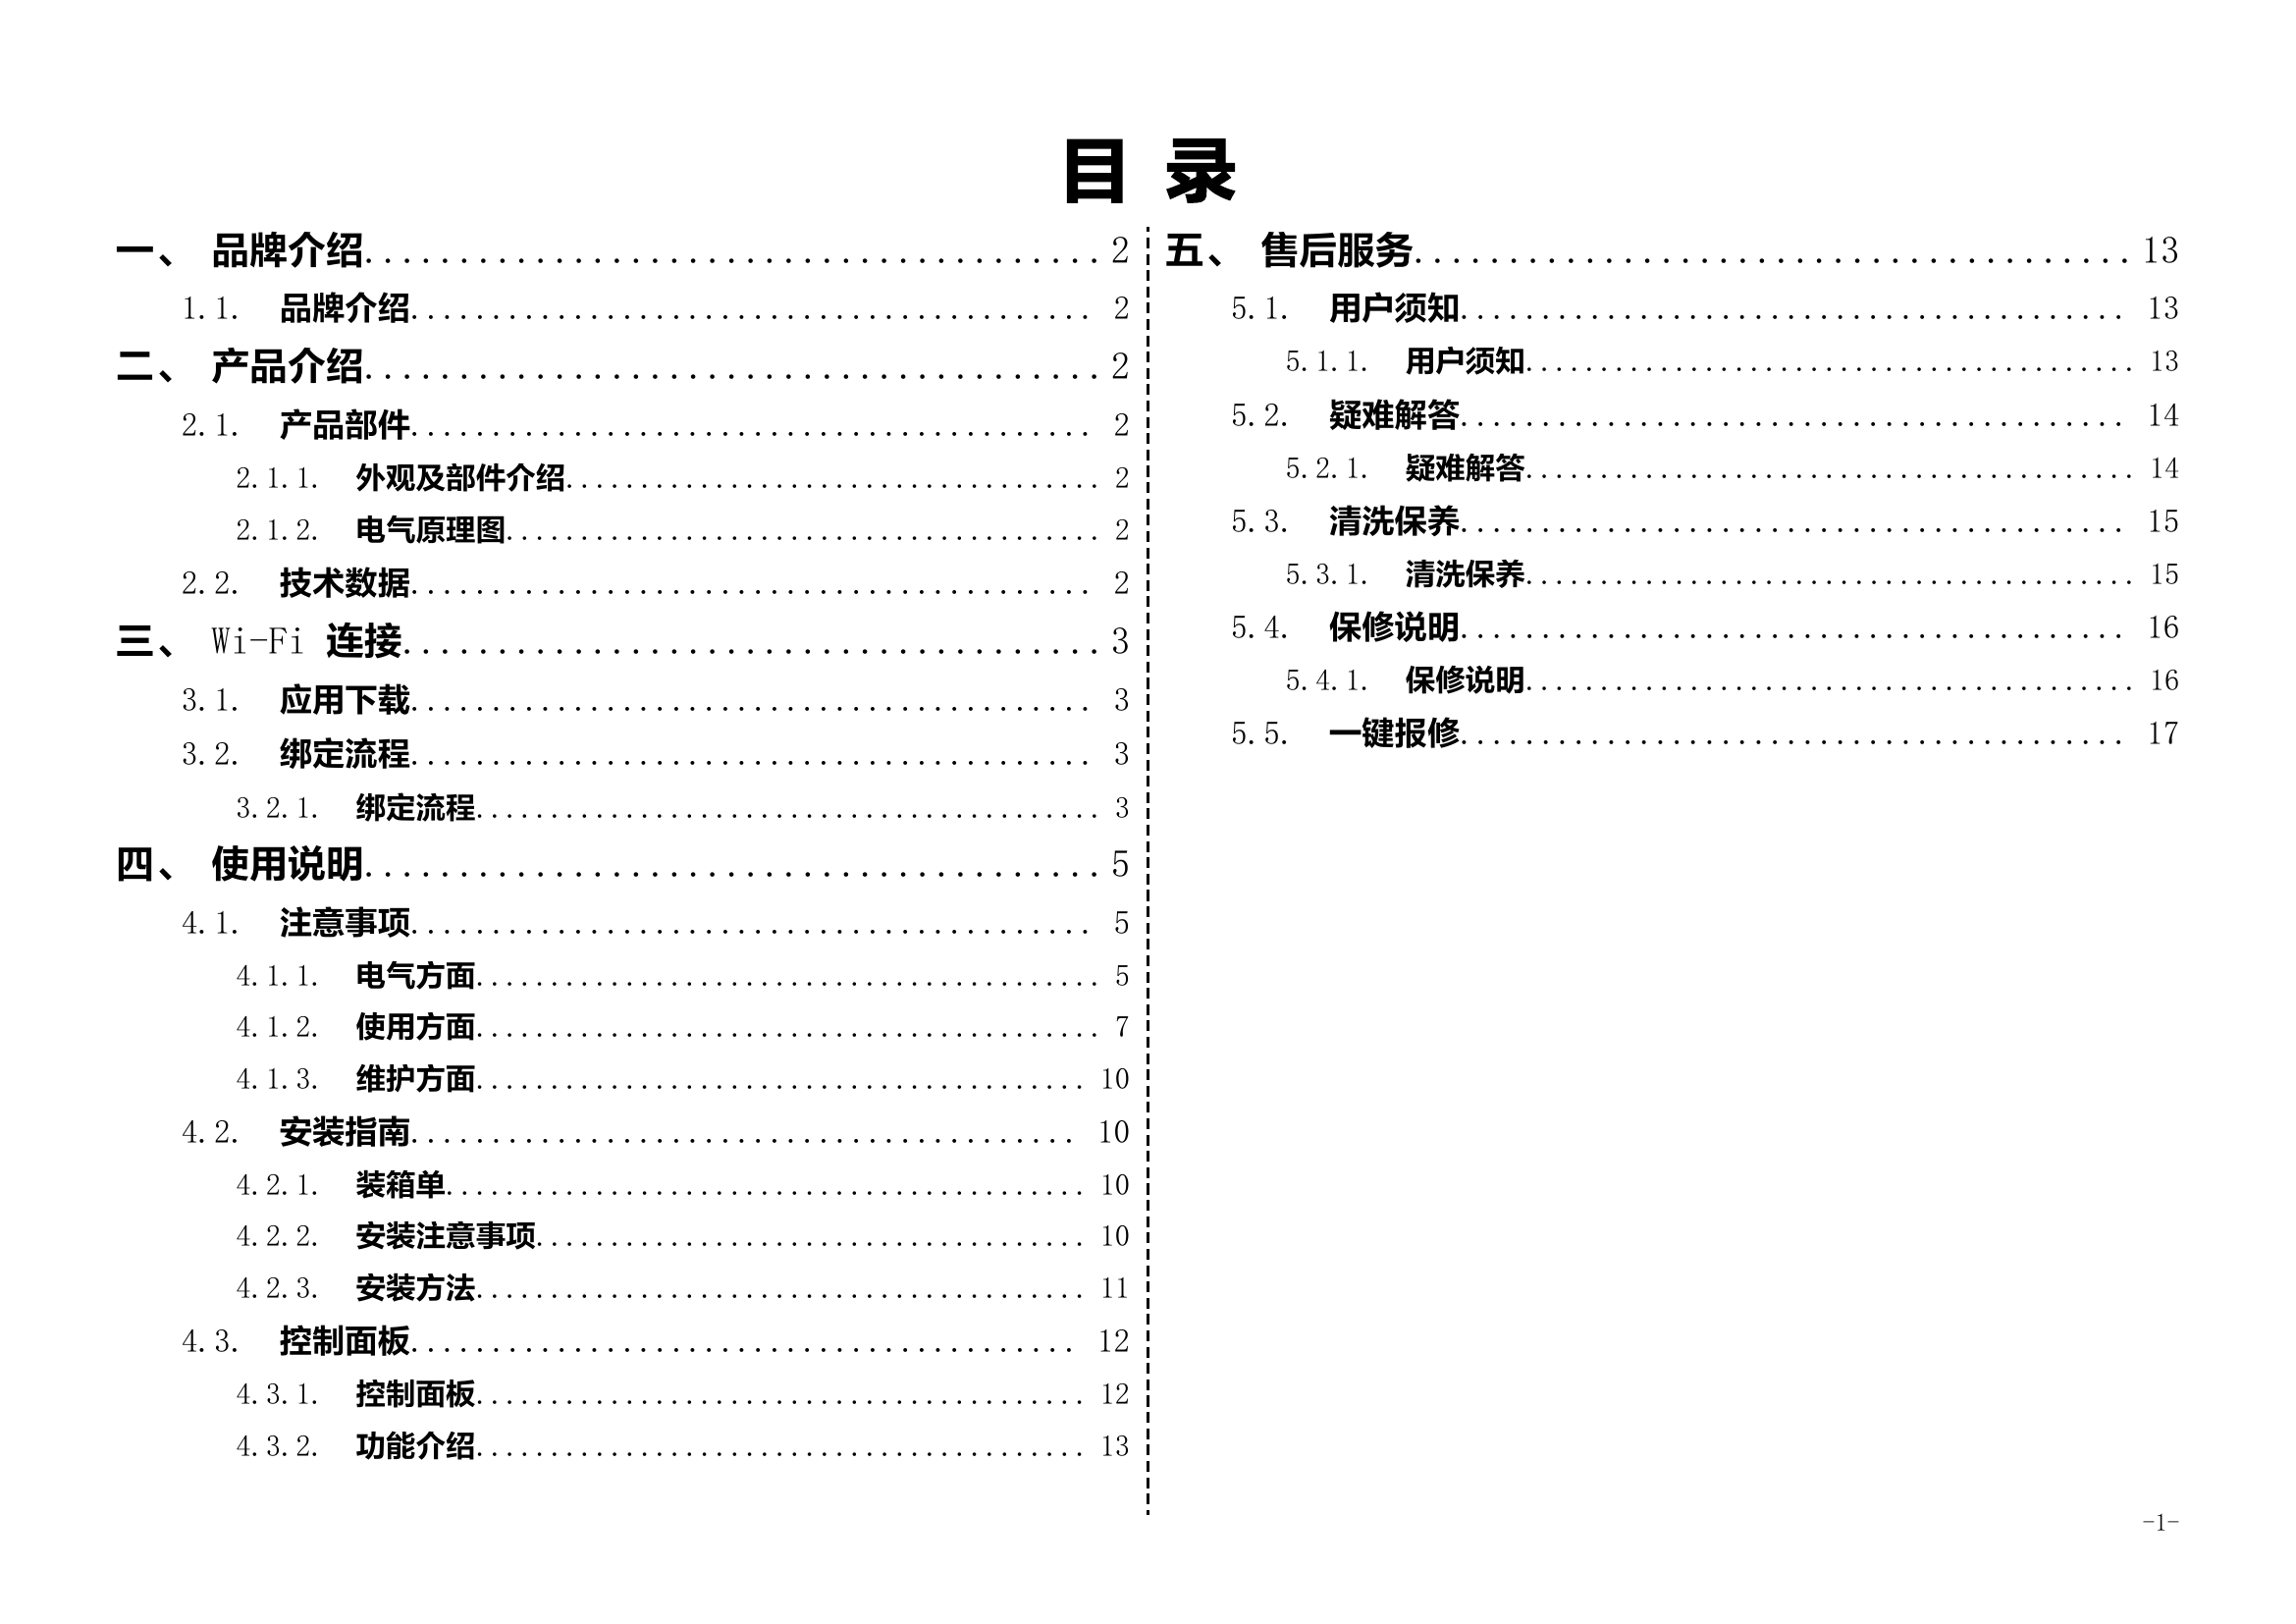 目 录
一、 品牌介绍.......................................2
1.1. 品牌介绍.......................................... 2
二、 产品介绍.......................................2
2.1. 产品部件.......................................... 2
2.1.1. 外观及部件介绍.................................... 2
2.1.2. 电气原理图........................................ 2
2.2. 技术数据.......................................... 2
三、 Wi-Fi 连接.....................................3
3.1. 应用下载.......................................... 3
3.2. 绑定流程.......................................... 3
3.2.1. 绑定流程.......................................... 3
四、 使用说明.......................................5
4.1. 注意事项.......................................... 5
4.1.1. 电气方面.......................................... 5
4.1.2. 使用方面.......................................... 7
4.1.3. 维护方面......................................... 10
4.2. 安装指南......................................... 10
4.2.1. 装箱单........................................... 10
4.2.2. 安装注意事项..................................... 10
4.2.3. 安装方法......................................... 11
4.3. 控制面板......................................... 12
4.3.1. 控制面板......................................... 12
4.3.2. 功能介绍......................................... 13
五、 售后服务......................................13
5.1. 用户须知......................................... 13
5.1.1. 用户须知......................................... 13
5.2. 疑难解答......................................... 14
5.2.1. 疑难解答......................................... 14
5.3. 清洗保养......................................... 15
5.3.1. 清洗保养......................................... 15
5.4. 保修说明......................................... 16
5.4.1. 保修说明......................................... 16
5.5. 一键报修......................................... 17
-1-